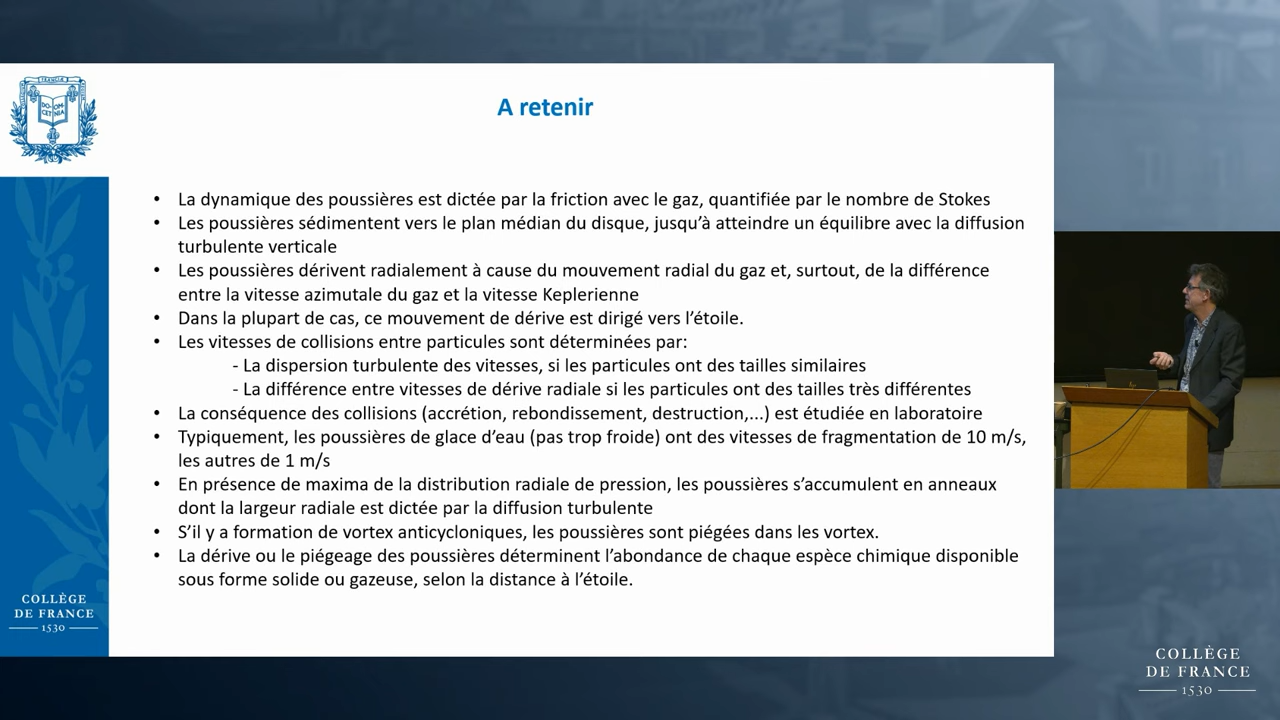 A retenir
• La dynamique des poussières est dictée par la friction avec le gaz, quantifiée par le nombre de Stokes
• Les poussières sédimentent vers le plan médian du disque, jusqu'à atteindre un équilibre avec la diffusion
turbulente verticale
• Les poussières dérivent radialement à cause du mouvement radial du gaz et, surtout, de la différence
entre la vitesse azimutale du gaz et la vitesse Keplerienne
• Dans la plupart de cas, ce mouvement de dérive est dirigé vers l'étoile.
• Les vitesses de collisions entre particules sont déterminées par:
- La dispersion turbulente des vitesses, si les particules ont des tailles similaires
- La différence entre vitesses de dérive radiale si les particules ont des tailles très différentes
• La conséquence des collisions (accrétion, rebondissement, destruction,...) est étudiée en laboratoire
• Typiquement, les poussières de glace d'eau (pas trop froide) ont des vitesses de fragmentation de 10 m/s,
les autres de 1 m/s
• En présence de maxima de la distribution radiale de pression, les poussières s'accumulent en anneaux
dont la largeur radiale est dictée par la diffusion turbulente
• S'il y a formation de vortex anticycloniques, les poussières sont piégées dans les vortex.
• La dérive ou le piégeage des poussières déterminent l'abondance de chaque espèce chimique disponible
sous forme solide ou gazeuse, selon la distance à l'étoile.
COLLÈGE
DE FRANCE
1530
COLLÈGE
DE FRANCE
1530